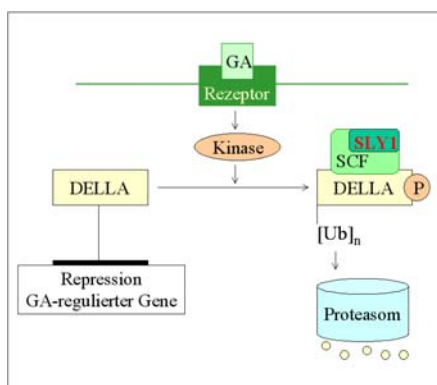 GA
Rezeptor
Kinase
SLY1
SCF
DELLA
DELLA
P
[Ub]n
Repression
GA-regulierter Gene
Proteasom